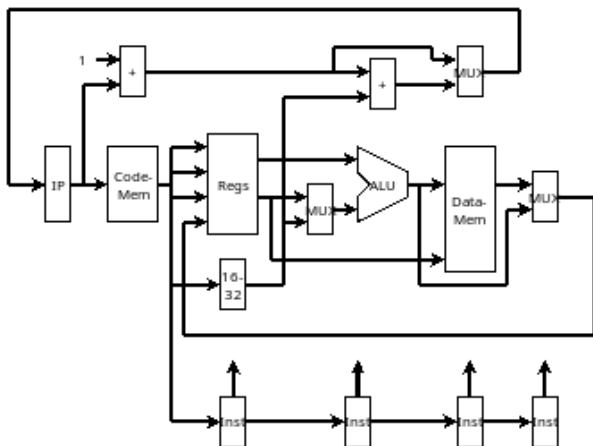 1
+
MUX
+
IP
Code-
Mem
Regs
MUX
ALU
Data-
Mem
MUX
16-
32
Inst
Inst
Inst
Inst